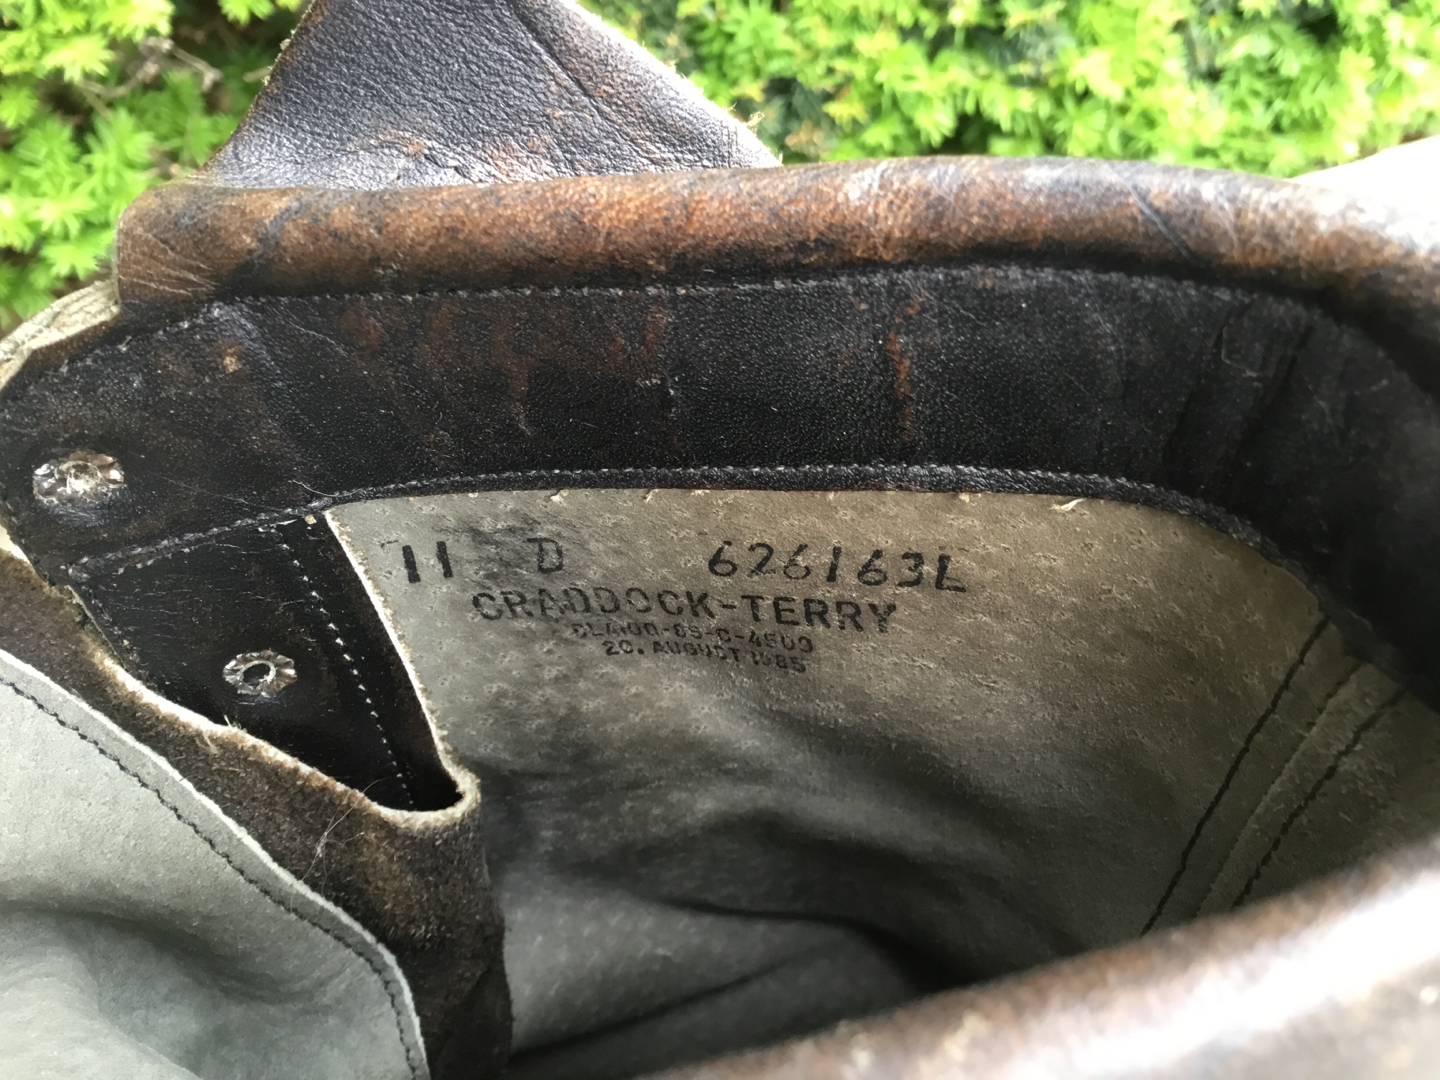 11 D 626163L
CRADDOCK-TERRY
20. AUGUST 1985